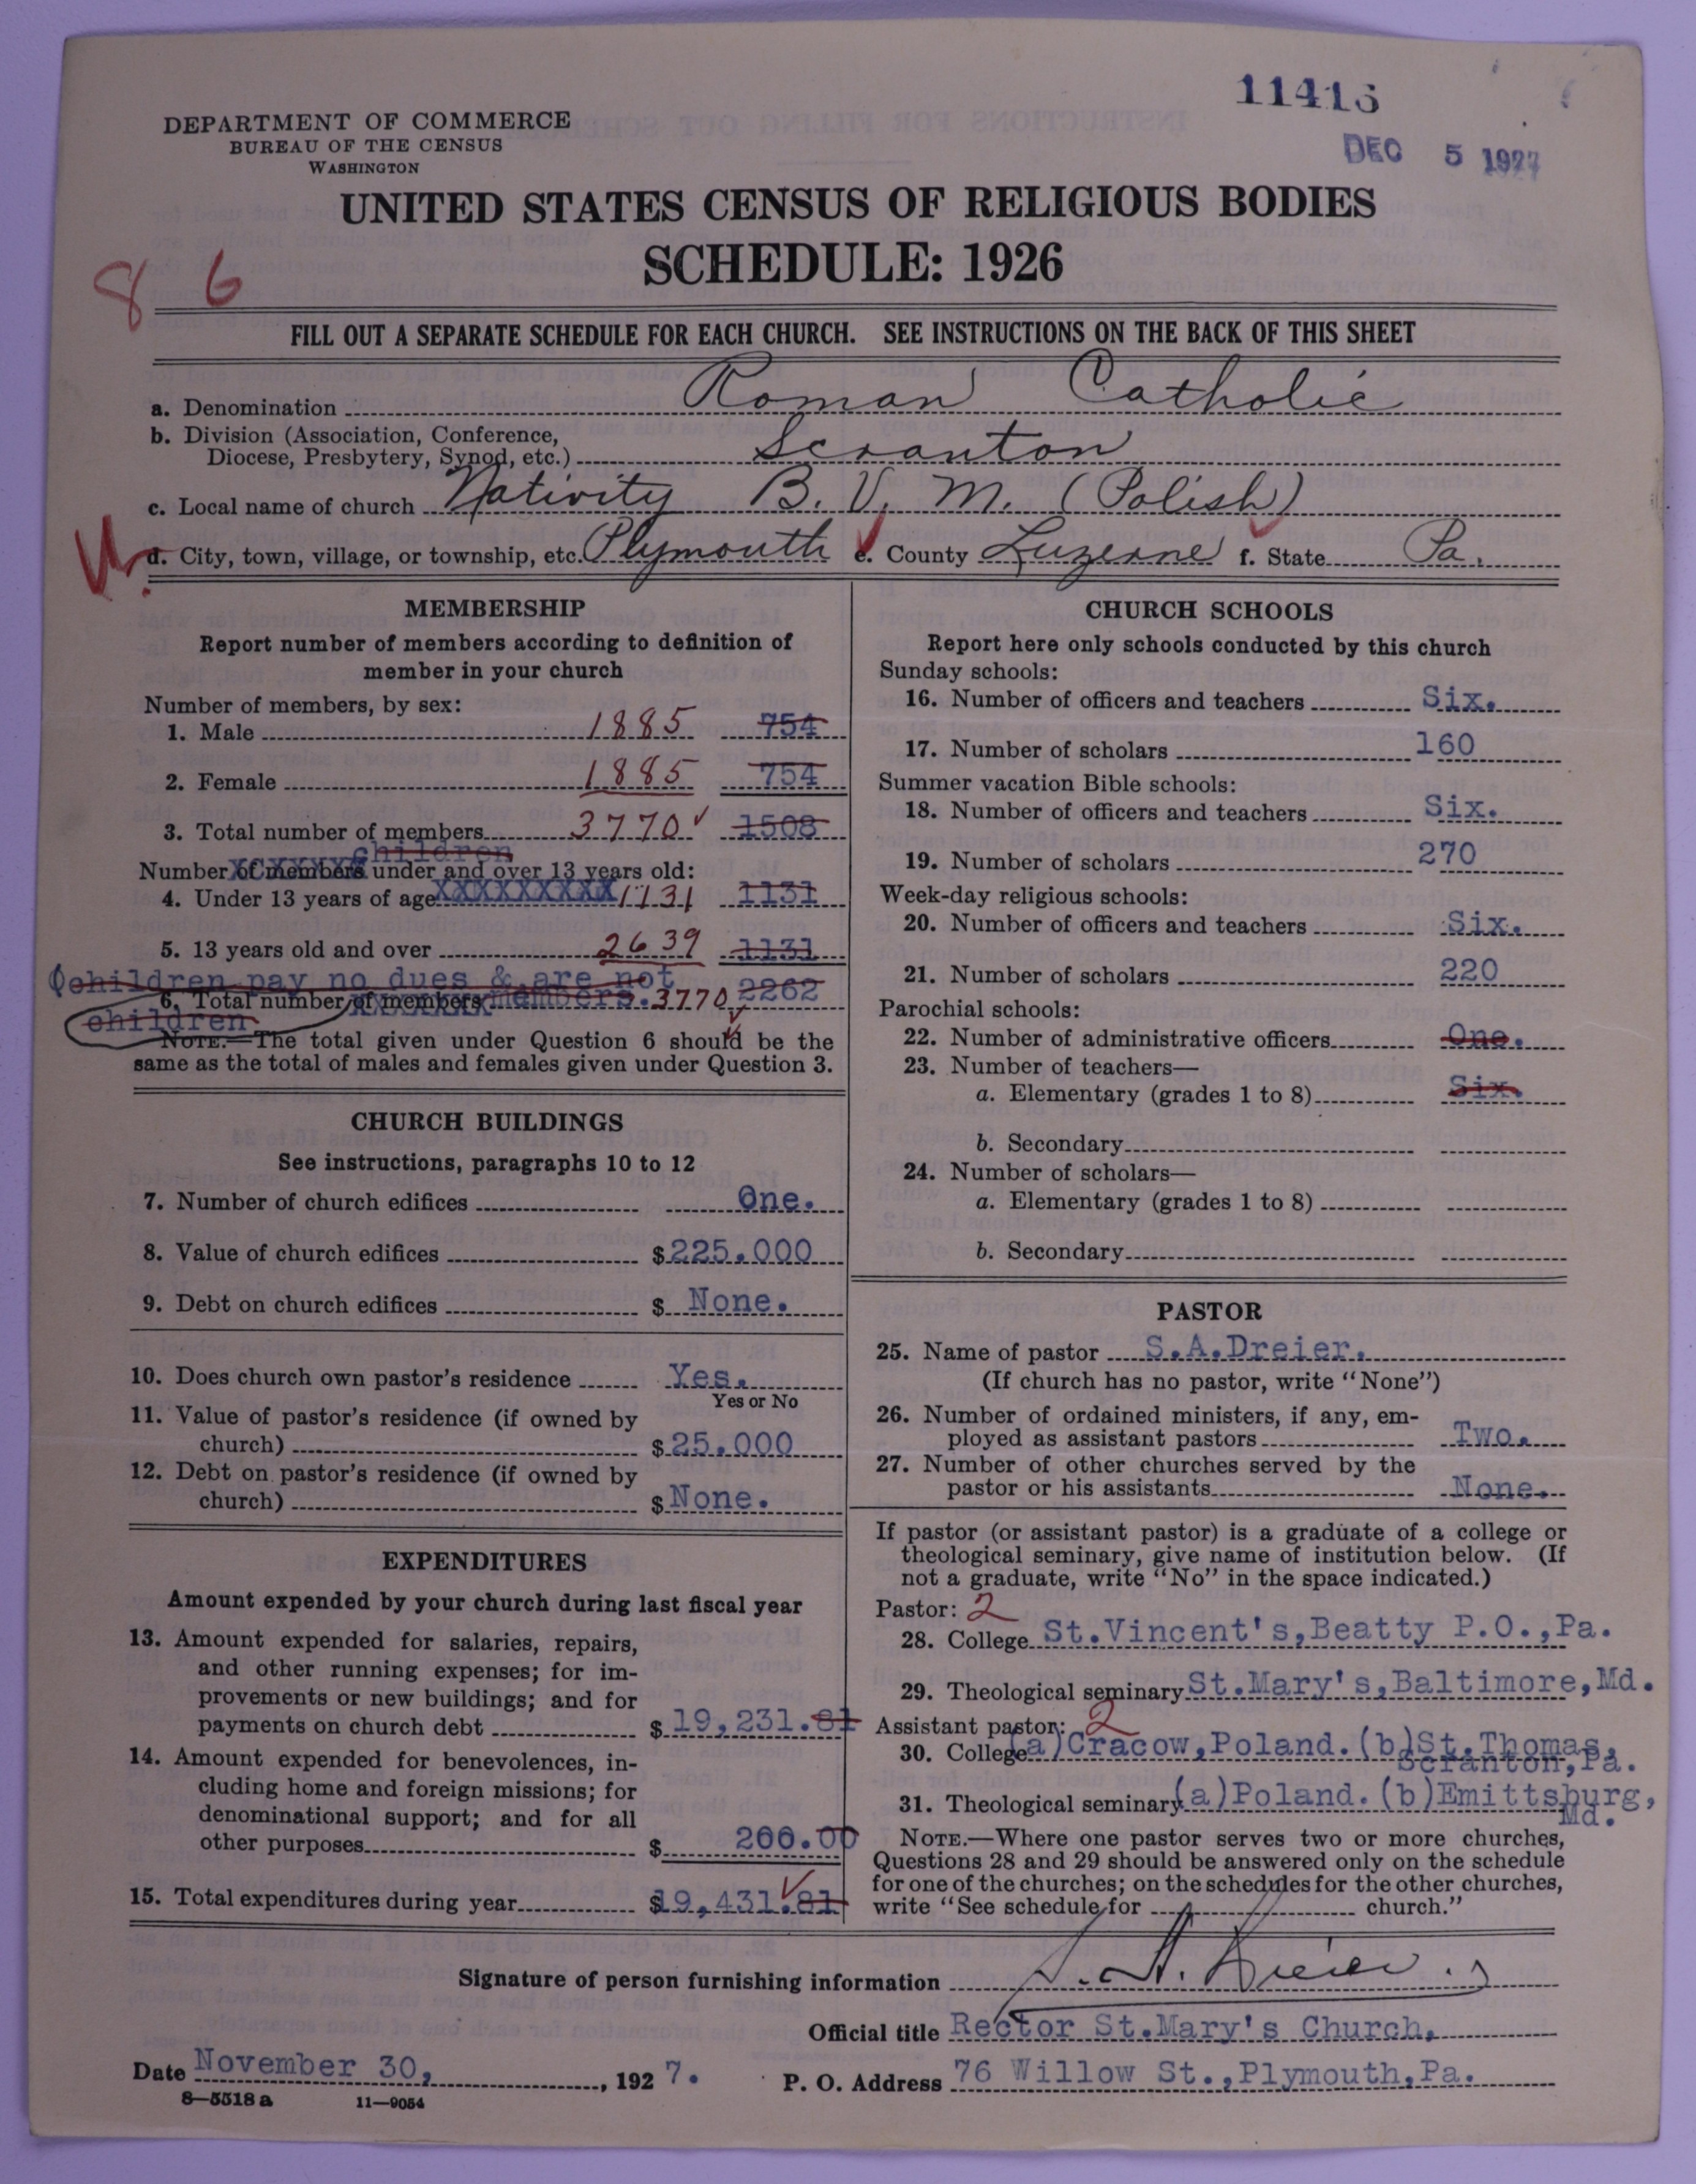 11416
DEC 5 1927
DEPARTMENT OF COMMERCE
BUREAU OF THE CENSUS
WASHINGTON
UNITED STATES CENSUS OF RELIGIOUS BODIES
SCHEDULE: 1926
8 6
FILL OUT A SEPARATE SCHEDULE FOR EACH CHURCH. SEE INSTRUCTIONS ON THE BACK OF THIS SHEET
a. Denomination Roman Catholic
b. Division (Association, Conference,
Diocese, Presbytery, Synod, etc.) Scranton
c. Local name of church Nativity B. V. M. (Polish)
d. City, town, village, or township, etc. Plymouth e. County Luzerne f. State Pa.
MEMBERSHIP
Report number of members according to definition of
member in your church
Number of members, by sex:
1. Male 1885 754
2. Female 1885 754
3. Total number of members 3770 1508
children
Number of members under and over 13 years old:
4. Under 13 years of age 1131 1131
5. 13 years old and over 2639 1131
Children pay no dues & are not
6. Total number of members members. 3770 2262
children
NOTE.—The total given under Question 6 should be the
same as the total of males and females given under Question 3.
CHURCH BUILDINGS
See instructions, paragraphs 10 to 12
7. Number of church edifices One.
8. Value of church edifices $225.000
9. Debt on church edifices $ None.
10. Does church own pastor's residence Yes.
Yes or No
11. Value of pastor's residence (if owned by
church) $25.000
12. Debt on pastor's residence (if owned by
church) $None.
EXPENDITURES
Amount expended by your church during last fiscal year
13. Amount expended for salaries, repairs,
and other running expenses; for im-
provements or new buildings; and for
payments on church debt $19,231.81
14. Amount expended for benevolences, in-
cluding home and foreign missions; for
denominational support; and for all
other purposes $ 200.00
15. Total expenditures during year $19,431.81
CHURCH SCHOOLS
Report here only schools conducted by this church
Sunday schools:
16. Number of officers and teachers Six.
17. Number of scholars 160
Summer vacation Bible schools:
18. Number of officers and teachers Six.
19. Number of scholars 270
Week-day religious schools:
20. Number of officers and teachers Six.
21. Number of scholars 220
Parochial schools:
22. Number of administrative officers One.
23. Number of teachers—
a. Elementary (grades 1 to 8) Six.
b. Secondary
24. Number of scholars—
a. Elementary (grades 1 to 8)
b. Secondary
PASTOR
25. Name of pastor S.A.Dreier.
(If church has no pastor, write "None")
26. Number of ordained ministers, if any, em-
ployed as assistant pastors Two.
27. Number of other churches served by the
pastor or his assistants None.
If pastor (or assistant pastor) is a graduate of a college or
theological seminary, give name of institution below. (If
not a graduate, write "No" in the space indicated.)
Pastor: 2
28. College St.Vincent's,Beatty P.O.,Pa.
29. Theological seminary St.Mary's,Baltimore,Md.
Assistant pastor: 2
30. College (a)Cracow,Poland.(b)St.Thomas,
Scranton,Pa.
31. Theological seminary (a)Poland.(b)Emittsburg,
Md.
NOTE.—Where one pastor serves two or more churches,
Questions 28 and 29 should be answered only on the schedule
for one of the churches; on the schedules for the other churches,
write "See schedule for church."
Signature of person furnishing information S. A. Dreier.
Official title Rector St.Mary's Church,
Date November 30, 1927. P. O. Address 76 Willow St.,Plymouth,Pa.
8—5518 a 11—9054